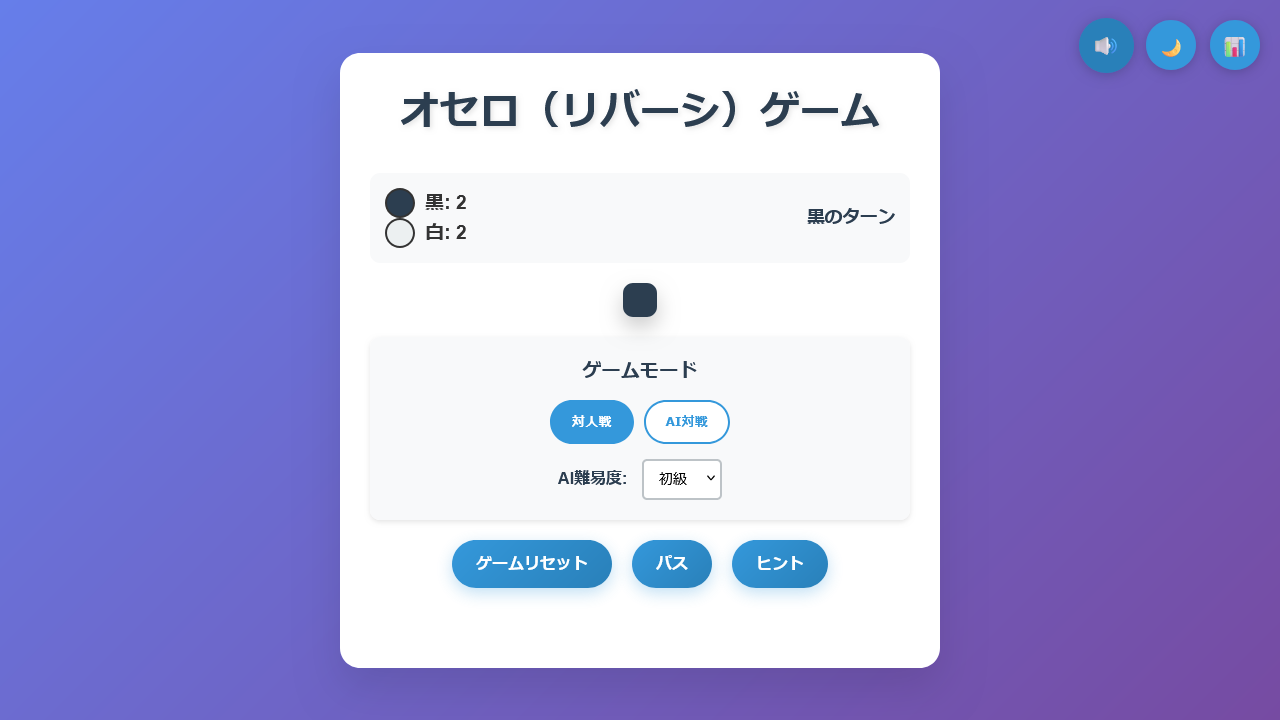 オセロ（リバーシ）ゲーム
黒: 2
白: 2
黒のターン
ゲームモード
対人戦
AI対戦
AI難易度:
初級
ゲームリセット
パス
ヒント